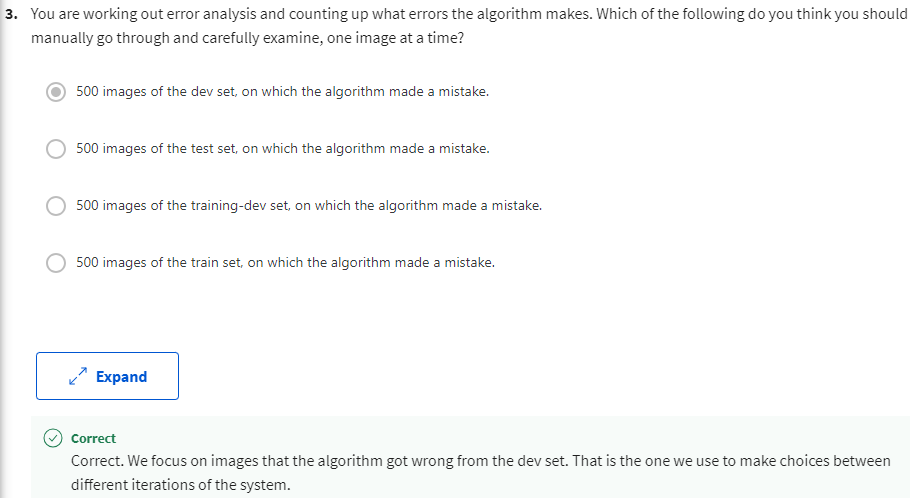 3. You are working out error analysis and counting up what errors the algorithm makes. Which of the following do you think you should
manually go through and carefully examine, one image at a time?
500 images of the dev set, on which the algorithm made a mistake.
500 images of the test set, on which the algorithm made a mistake.
500 images of the training-dev set, on which the algorithm made a mistake.
500 images of the train set, on which the algorithm made a mistake.
Expand
Correct
Correct. We focus on images that the algorithm got wrong from the dev set. That is the one we use to make choices between
different iterations of the system.